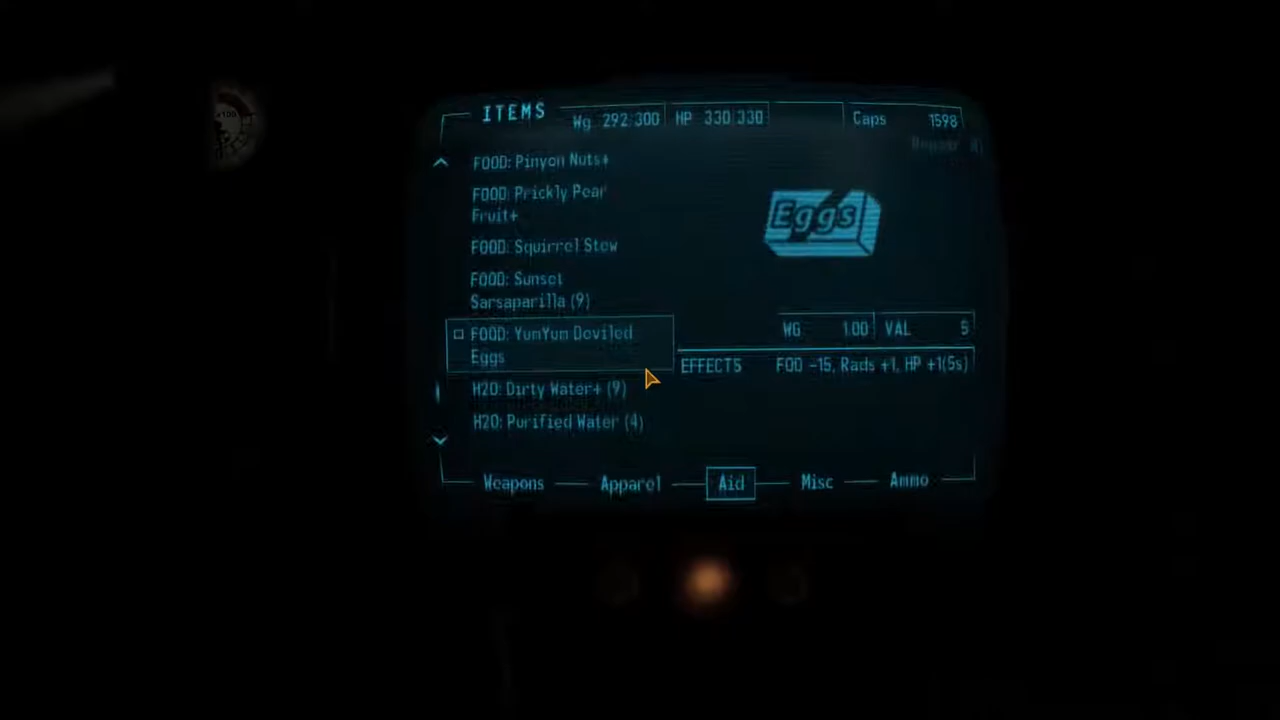 ITEMS
Wg 292/300
HP 330/330
Caps 1598
FOOD: Pinyon Nuts+
FOOD: Prickly Pear
Fruit+
FOOD: Squirrel Stew
FOOD: Sunset
Sarsaparilla (9)
FOOD: YumYum Deviled
Eggs
H2O: Dirty Water+ (9)
H2O: Purified Water (4)
Eggs
WG 1.00
VAL 5
EFFECTS FOD -15, Rads +1, HP +1(5s)
Weapons
Apparel
Aid
Misc
Ammo